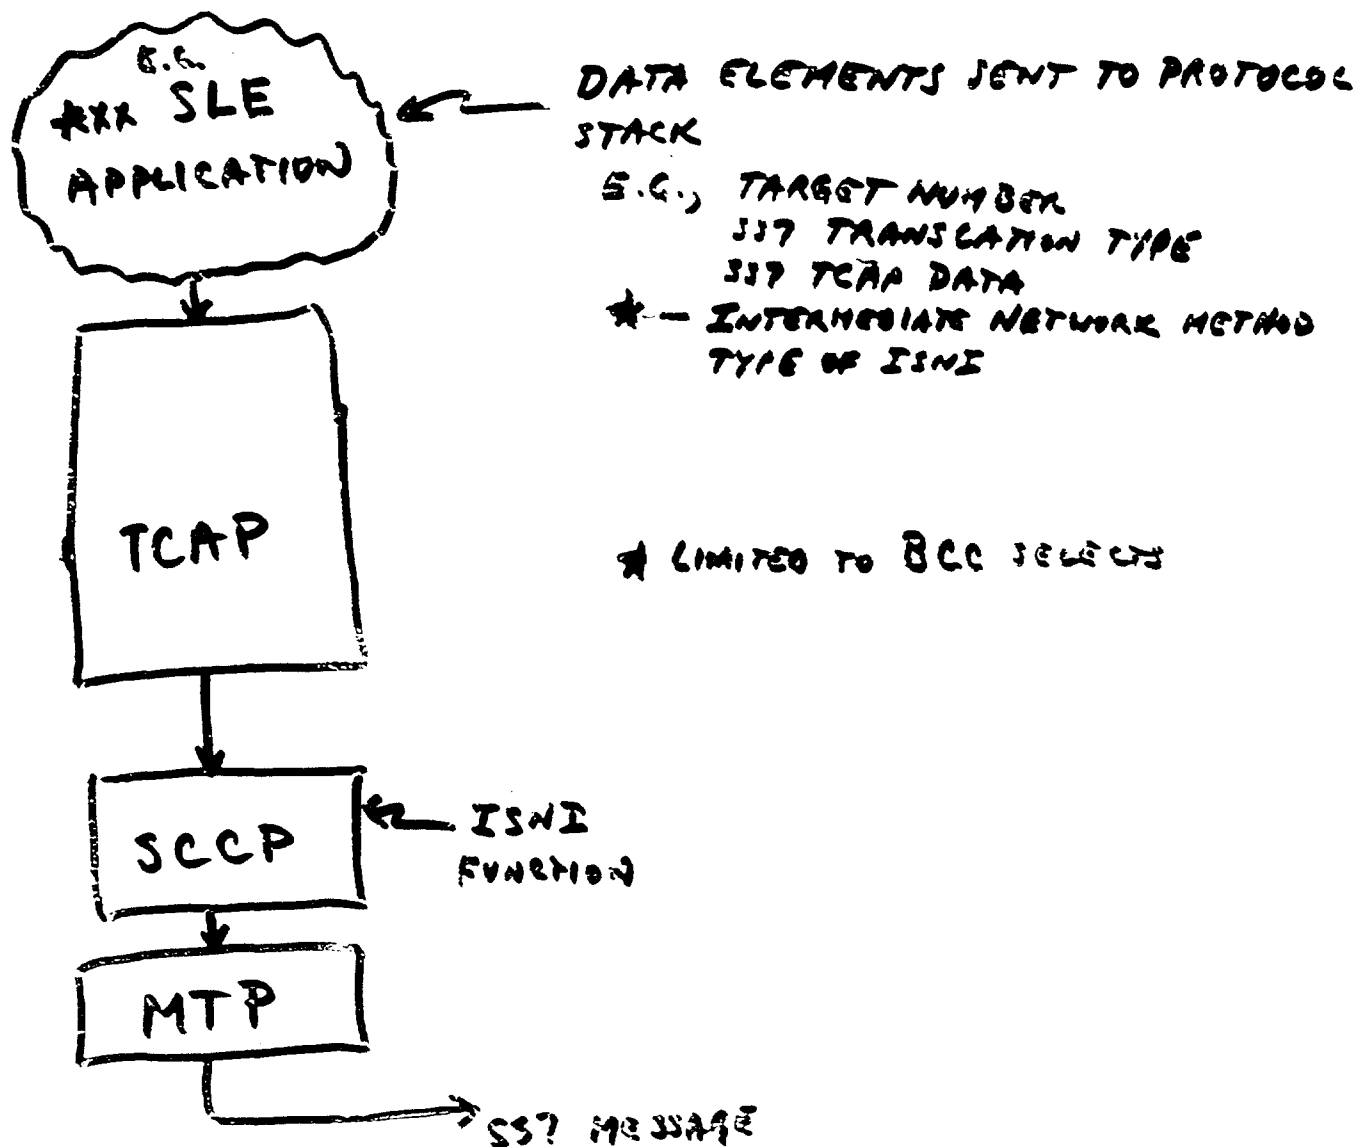 E.G.
*XX SLE
APPLICATION
DATA ELEMENTS SENT TO PROTOCOL
STACK
E.G., TARGET NUMBER
SS7 TRANSLATION TYPE
SS7 TCAP DATA
* - INTERMEDIATE NETWORK METHOD
TYPE OF ISNI
TCAP
* LIMITED TO BCC SELECTS
SCCP
ISNI
FUNCTION
MTP
SS7 MESSAGE